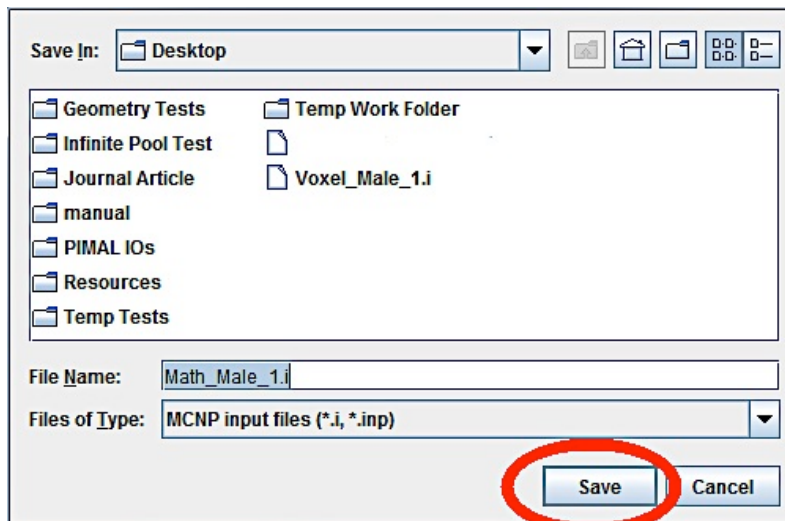 Save In: Desktop
Geometry Tests Temp Work Folder
Infinite Pool Test
Journal Article Voxel_Male_1.i
manual
PIMAL IOs
Resources
Temp Tests
File Name: Math_Male_1.i
Files of Type: MCNP input files (*.i, *.inp)
Save Cancel